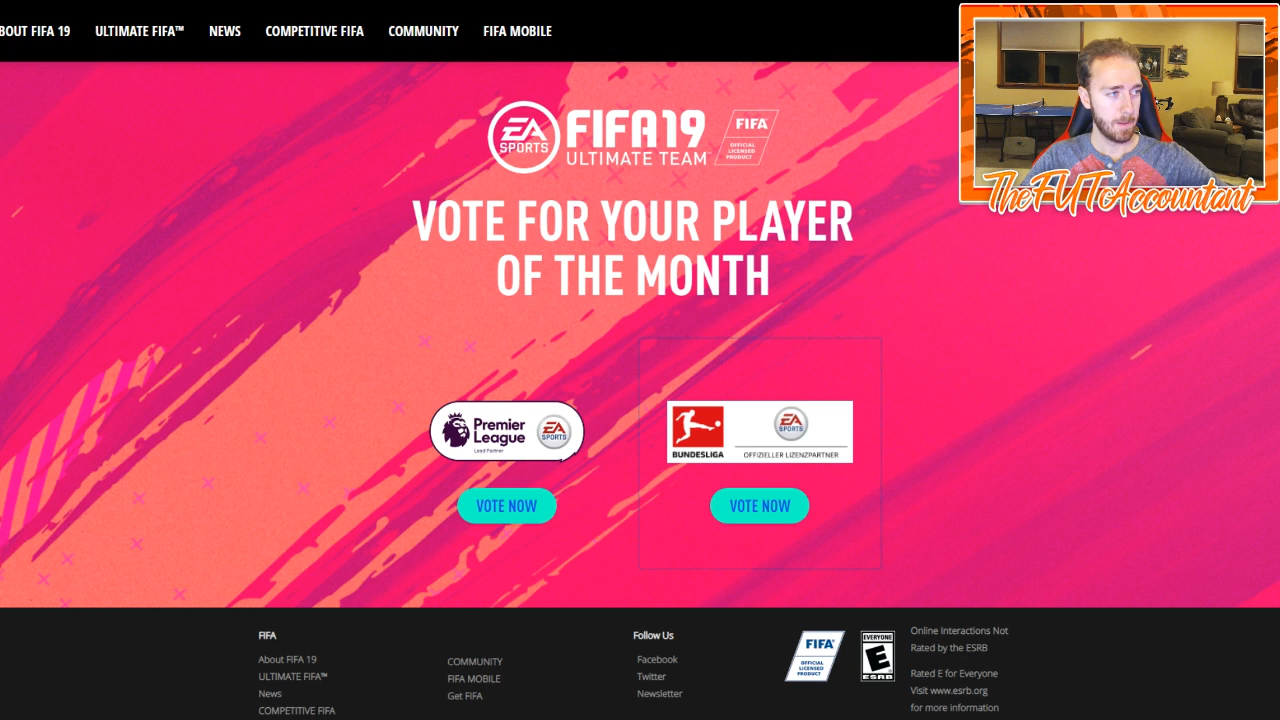 BOUT FIFA 19 ULTIMATE FIFA™ NEWS COMPETITIVE FIFA COMMUNITY FIFA MOBILE
EA SPORTS
FIFA 19
ULTIMATE TEAM™
FIFA
OFFICIAL
LICENSED
PRODUCT
TheFUTAccountant
VOTE FOR YOUR PLAYER
OF THE MONTH
Premier
League
Lead Partner
EA SPORTS
BUNDESLIGA
EA SPORTS
OFFIZIELLER LIZENZPARTNER
VOTE NOW
VOTE NOW
FIFA
About FIFA 19
ULTIMATE FIFA™
News
COMPETITIVE FIFA
COMMUNITY
FIFA MOBILE
Get FIFA
Follow Us
Facebook
Twitter
Newsletter
FIFA
OFFICIAL
LICENSED
PRODUCT
EVERYONE
E
ESRB
Online Interactions Not
Rated by the ESRB
Rated E for Everyone
Visit www.esrb.org
for more information